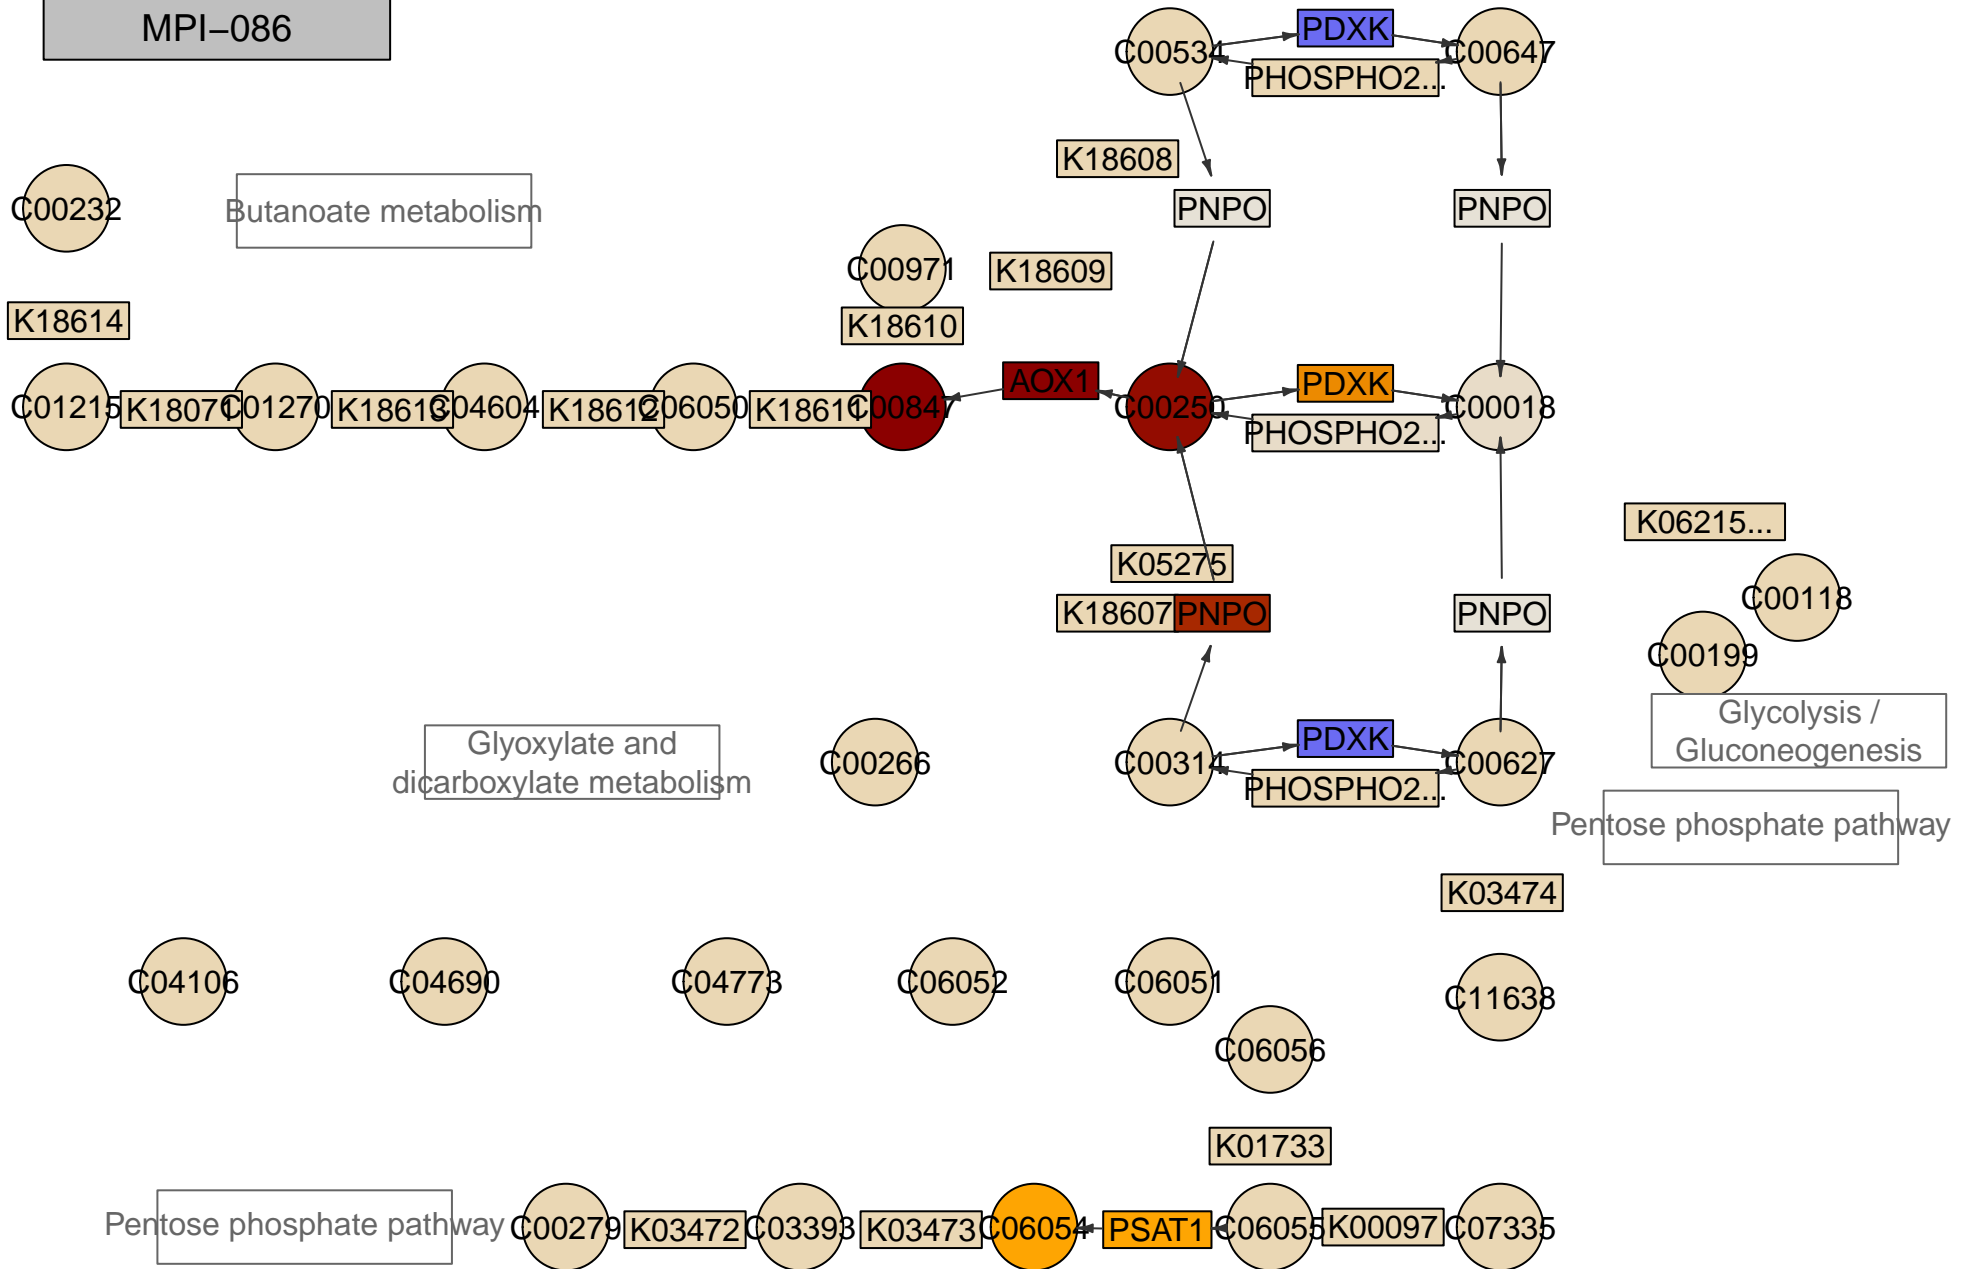 MPI–086
C00534
PDXK
C00647
PHOSPHO2...
K18608
C00232
Butanoate metabolism
PNPO
PNPO
C00971
K18609
K18614
K18610
C01215
K18071
C01270
K18613
C04604
K18612
C06050
K18611
C00847
AOX1
C00250
PDXK
C00018
PHOSPHO2...
K06215...
K05275
C00118
K18607
PNPO
PNPO
C00199
Glyoxylate and
dicarboxylate metabolism
C00266
C00314
PDXK
C00627
PHOSPHO2...
Glycolysis /
Gluconeogenesis
Pentose phosphate pathway
K03474
C04106
C04690
C04773
C06052
C06051
C11638
C06056
K01733
Pentose phosphate pathway
C00279
K03472
C03393
K03473
C06054
PSAT1
C06055
K00097
C07335